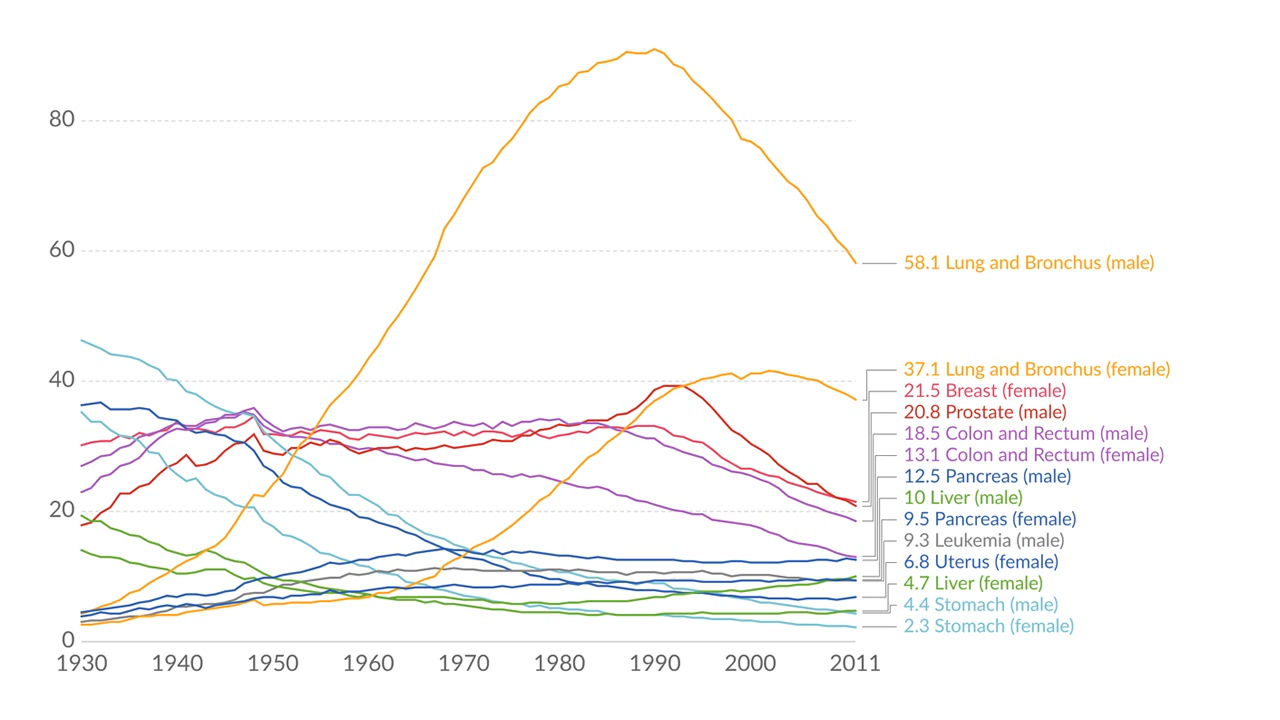 80
60
40
20
0
1930 1940 1950 1960 1970 1980 1990 2000 2011
58.1 Lung and Bronchus (male)
37.1 Lung and Bronchus (female)
21.5 Breast (female)
20.8 Prostate (male)
18.5 Colon and Rectum (male)
13.1 Colon and Rectum (female)
12.5 Pancreas (male)
10 Liver (male)
9.5 Pancreas (female)
9.3 Leukemia (male)
6.8 Uterus (female)
4.7 Liver (female)
4.4 Stomach (male)
2.3 Stomach (female)